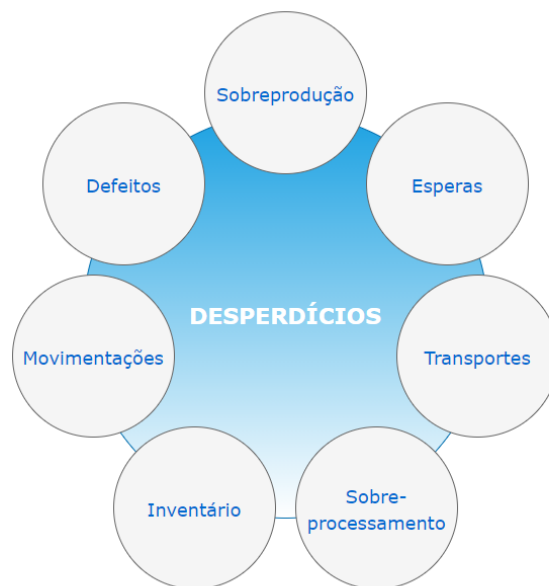 Sobreprodução
Defeitos
Esperas
DESPERDÍCIOS
Movimentações
Transportes
Inventário
Sobre-
processamento